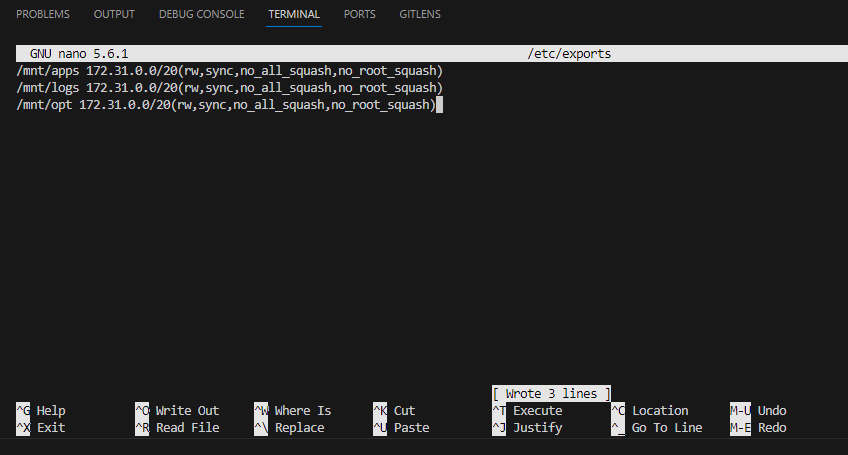 PROBLEMS OUTPUT DEBUG CONSOLE TERMINAL PORTS GITLENS
GNU nano 5.6.1 /etc/exports
/mnt/apps 172.31.0.0/20(rw,sync,no_all_squash,no_root_squash)
/mnt/logs 172.31.0.0/20(rw,sync,no_all_squash,no_root_squash)
/mnt/opt 172.31.0.0/20(rw,sync,no_all_squash,no_root_squash)
[ Wrote 3 lines ]
^G Help ^O Write Out ^W Where Is ^K Cut ^T Execute ^C Location M-U Undo
^X Exit ^R Read File ^\ Replace ^U Paste ^J Justify ^_ Go To Line M-E Redo